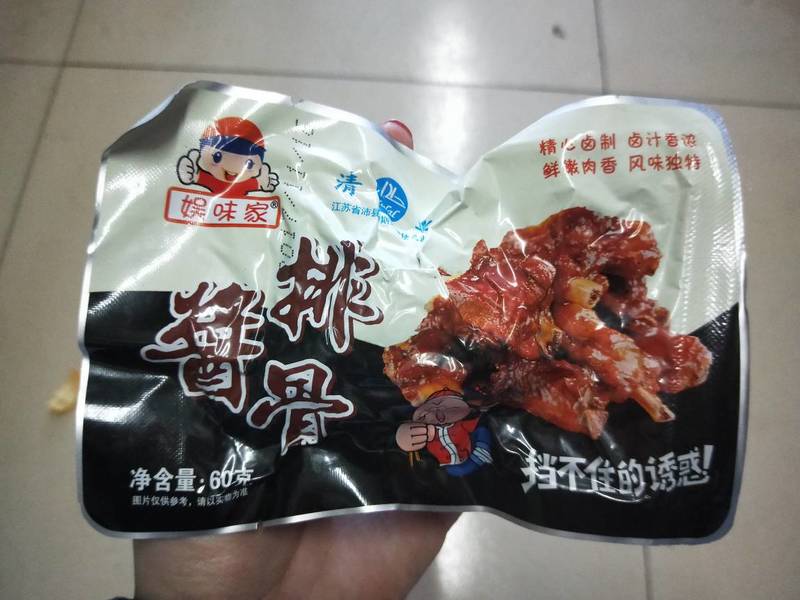 娯味家®
清
江苏省沛县
精心卤制 卤汁香浓
鲜嫩肉香 风味独特
酱排骨
净含量:60克
图片仅供参考,请以实物为准
挡不住的诱惑!